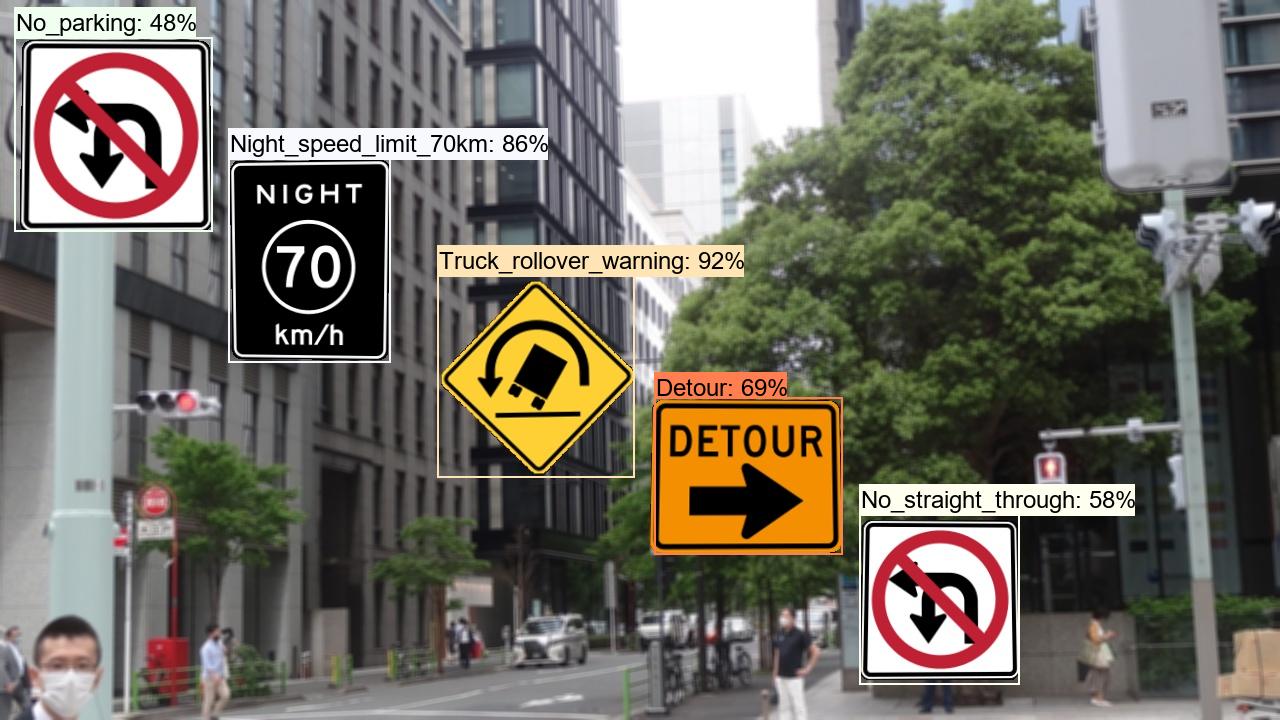 No_parking: 48%
Night_speed_limit_70km: 86%
NIGHT
70
km/h
Truck_rollover_warning: 92%
Detour: 69%
DETOUR
No_straight_through: 58%